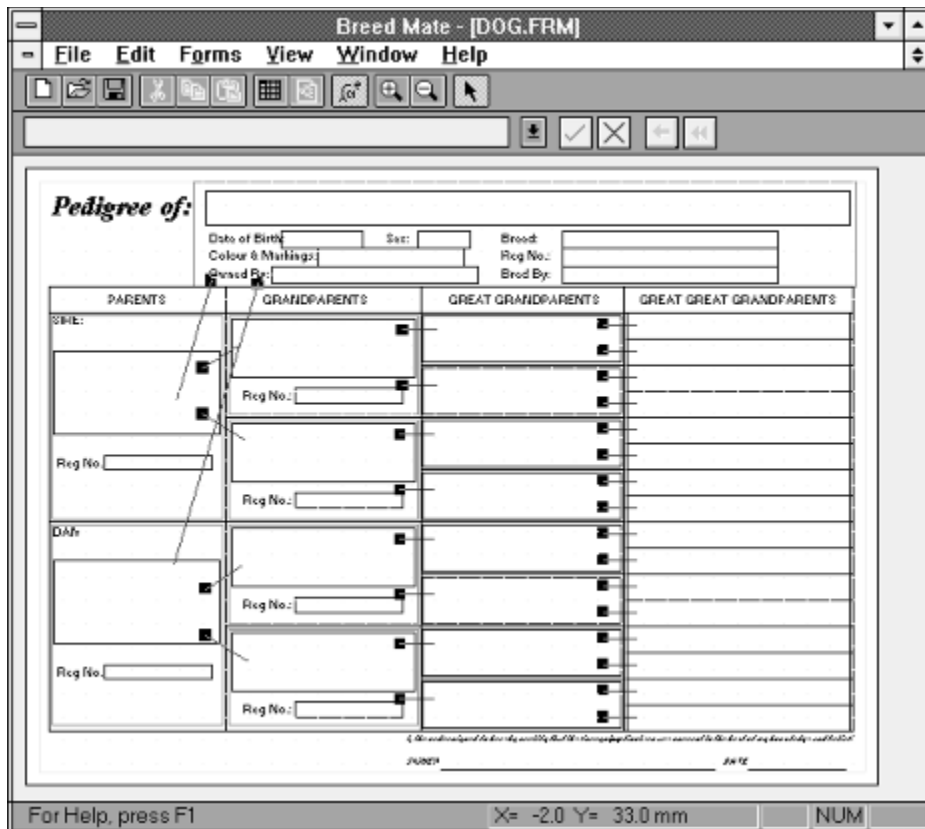 Breed Mate - [DOG.FRM]
File Edit Forms View Window Help
Pedigree of:
Date of Birth: Sex: Breed:
Colour & Markings: Reg No.:
Owned By: Bred By:
PARENTS GRANDPARENTS GREAT GRANDPARENTS GREAT GREAT GRANDPARENTS
SIRE:
Reg No.:
Reg No.
Reg No.:
DAM:
Reg No.:
Reg No.
Reg No.:
SIGNED DATE
For Help, press F1 X= -2.0 Y= 33.0 mm NUM